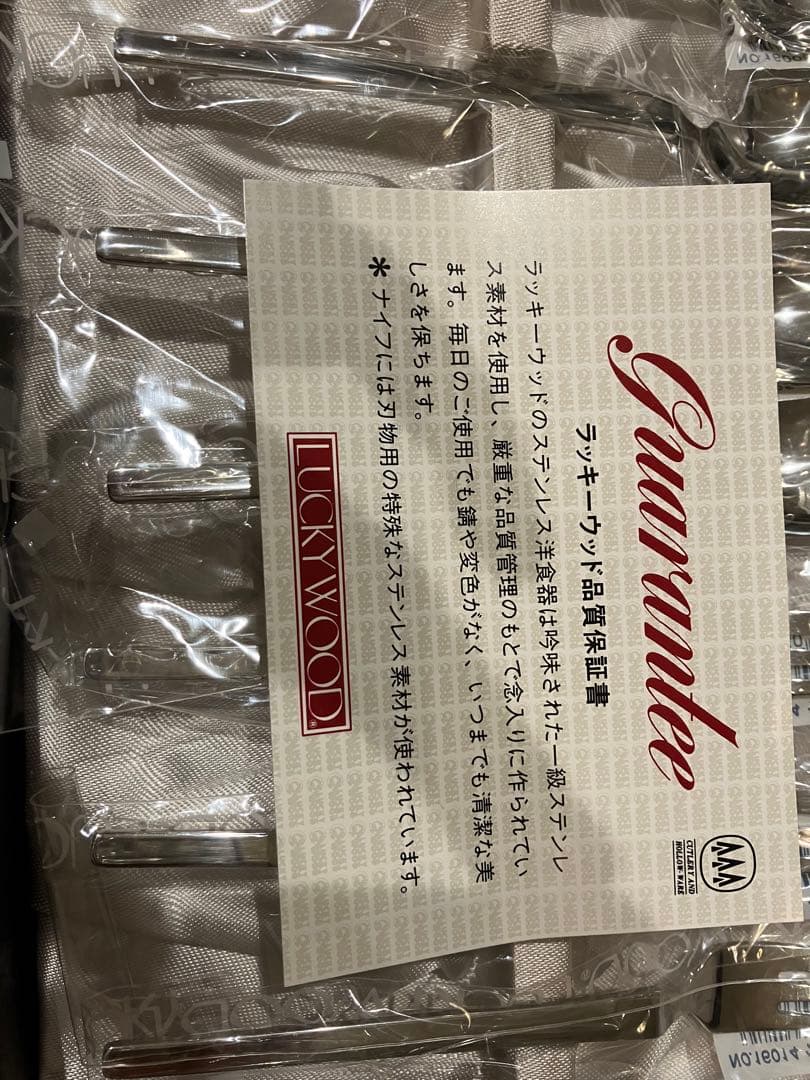 Guarantee
CUTLERY AND
HOLLOW-WARE
ラッキーウッド品質保証書
ラッキーウッドのステンレス洋食器は吟味された一級ステンレ
ス素材を使用し、厳重な品質管理のもとで念入りに作られてい
ます。毎日のご使用でも錆や変色がなく、いつまでも清潔な美
しさを保ちます。
＊ナイフには刃物用の特殊なステンレス素材が使われています。
LUCKYWOOD®
NO.16014